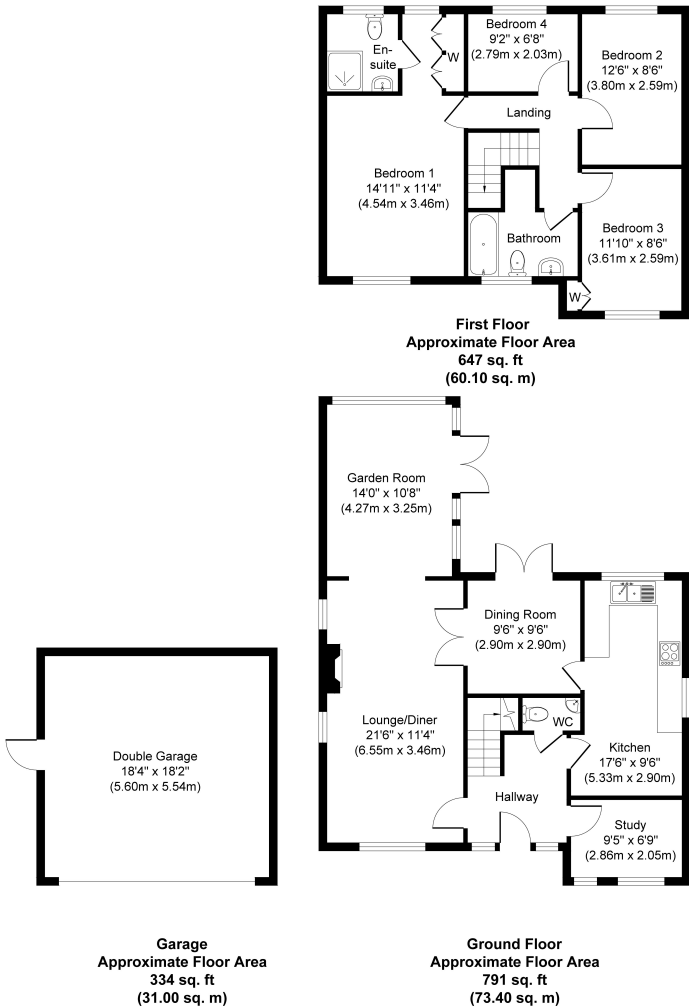 En-
suite
W
Bedroom 4
9'2" x 6'8"
(2.79m x 2.03m)
Bedroom 2
12'6" x 8'6"
(3.80m x 2.59m)
Landing
Bedroom 1
14'11" x 11'4"
(4.54m x 3.46m)
Bathroom
Bedroom 3
11'10" x 8'6"
(3.61m x 2.59m)
W
First Floor
Approximate Floor Area
647 sq. ft
(60.10 sq. m)
Garden Room
14'0" x 10'8"
(4.27m x 3.25m)
Dining Room
9'6" x 9'6"
(2.90m x 2.90m)
Lounge/Diner
21'6" x 11'4"
(6.55m x 3.46m)
WC
Kitchen
17'6" x 9'6"
(5.33m x 2.90m)
Hallway
Study
9'5" x 6'9"
(2.86m x 2.05m)
Double Garage
18'4" x 18'2"
(5.60m x 5.54m)
Garage
Approximate Floor Area
334 sq. ft
(31.00 sq. m)
Ground Floor
Approximate Floor Area
791 sq. ft
(73.40 sq. m)